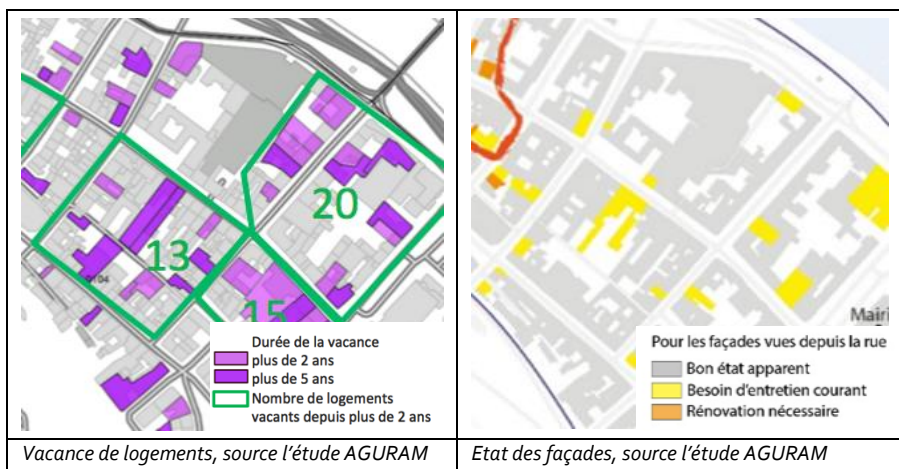 20
13
15
Durée de la vacance
plus de 2 ans
plus de 5 ans
Nombre de logements
vacants depuis plus de 2 ans
Mairi
Pour les façades vues depuis la rue
Bon état apparent
Besoin d'entretien courant
Rénovation nécessaire
Vacance de logements, source l'étude AGURAM
Etat des façades, source l'étude AGURAM